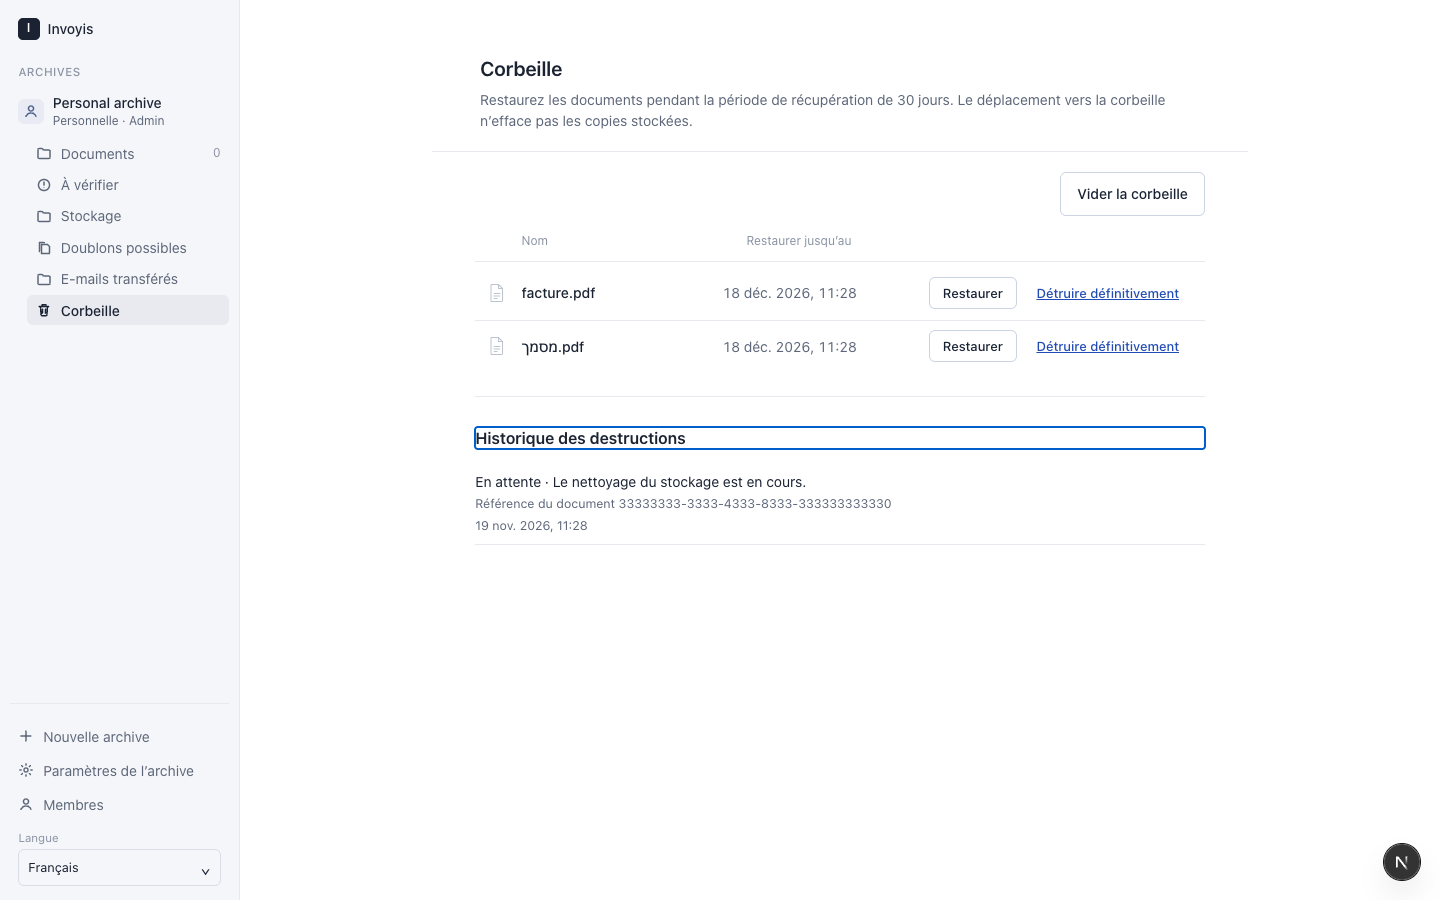 I Invoyis
ARCHIVES
Personal archive
Personnelle · Admin
Documents 0
À vérifier
Stockage
Doublons possibles
E-mails transférés
Corbeille
Nouvelle archive
Paramètres de l’archive
Membres
Langue
Français
Corbeille
Restaurez les documents pendant la période de récupération de 30 jours. Le déplacement vers la corbeille
n’efface pas les copies stockées.
Vider la corbeille
Nom Restaurer jusqu’au
facture.pdf 18 déc. 2026, 11:28 Restaurer Détruire définitivement
מסמך.pdf 18 déc. 2026, 11:28 Restaurer Détruire définitivement
Historique des destructions
En attente · Le nettoyage du stockage est en cours.
Référence du document 33333333-3333-4333-8333-333333333330
19 nov. 2026, 11:28
N